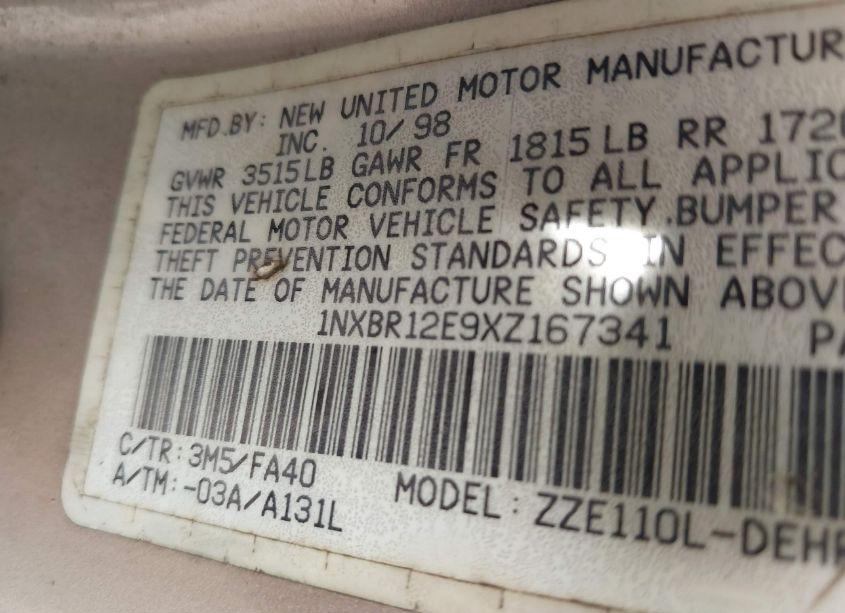 MFD.BY: NEW UNITED MOTOR MANUFACTUR
INC. 10/98
GVWR 3515LB GAWR FR 1815LB RR 172
THIS VEHICLE CONFORMS TO ALL APPLIC
FEDERAL MOTOR VEHICLE SAFETY.BUMPER
THEFT PREVENTION STANDARDS IN EFFEC
THE DATE OF MANUFACTURE SHOWN ABOV
1NXBR12E9XZ167341 PA
C/TR:3M5/FA40
A/TM:-03A/A131L
MODEL:ZZE110L-DEH